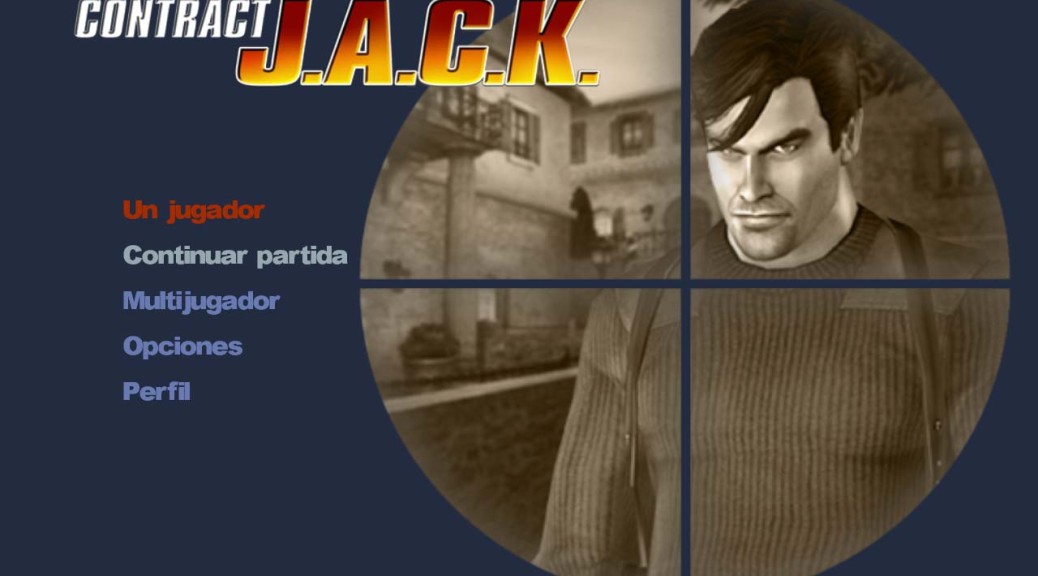 CONTRACT
J.A.C.K.
Un jugador
Continuar partida
Multijugador
Opciones
Perfil